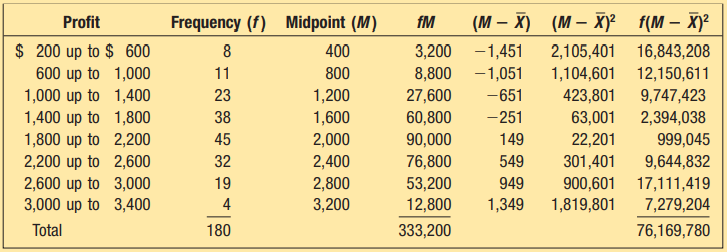 Profit Frequency (f) Midpoint (M) fM (M − X̄) (M − X̄)² f(M − X̄)²
$ 200 up to $ 600 8 400 3,200 −1,451 2,105,401 16,843,208
600 up to 1,000 11 800 8,800 −1,051 1,104,601 12,150,611
1,000 up to 1,400 23 1,200 27,600 −651 423,801 9,747,423
1,400 up to 1,800 38 1,600 60,800 −251 63,001 2,394,038
1,800 up to 2,200 45 2,000 90,000 149 22,201 999,045
2,200 up to 2,600 32 2,400 76,800 549 301,401 9,644,832
2,600 up to 3,000 19 2,800 53,200 949 900,601 17,111,419
3,000 up to 3,400 4 3,200 12,800 1,349 1,819,801 7,279,204
Total 180 333,200 76,169,780